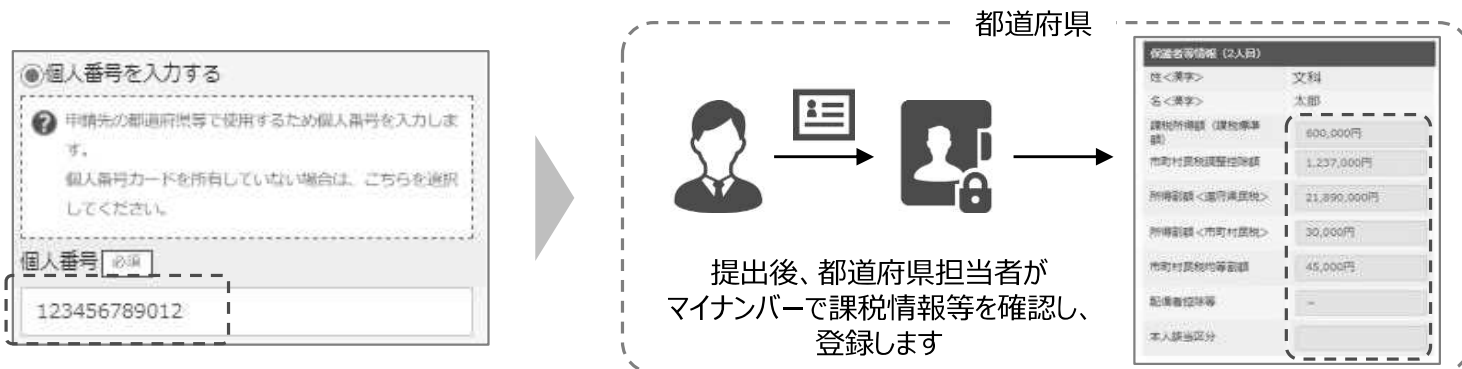 都道府県
個人番号を入力する
申請先の都道府県等で使用するため個人番号を入力しま
す。
個人番号カードを所有していない場合は、こちらを選択
してください。
個人番号 必須
123456789012
提出後、都道府県担当者が
マイナンバーで課税情報等を確認し、
登録します
保護者等情報（2人目）
姓<漢字> 文科
名<漢字> 太郎
課税所得額（課税標準
額） 600,000円
市町村民税調整控除額 1,237,000円
所得割額<道府県民税> 21,890,000円
所得割額<市町村民税> 30,000円
市町村民税均等割額 45,000円
配偶者控除等 –
本人該当区分